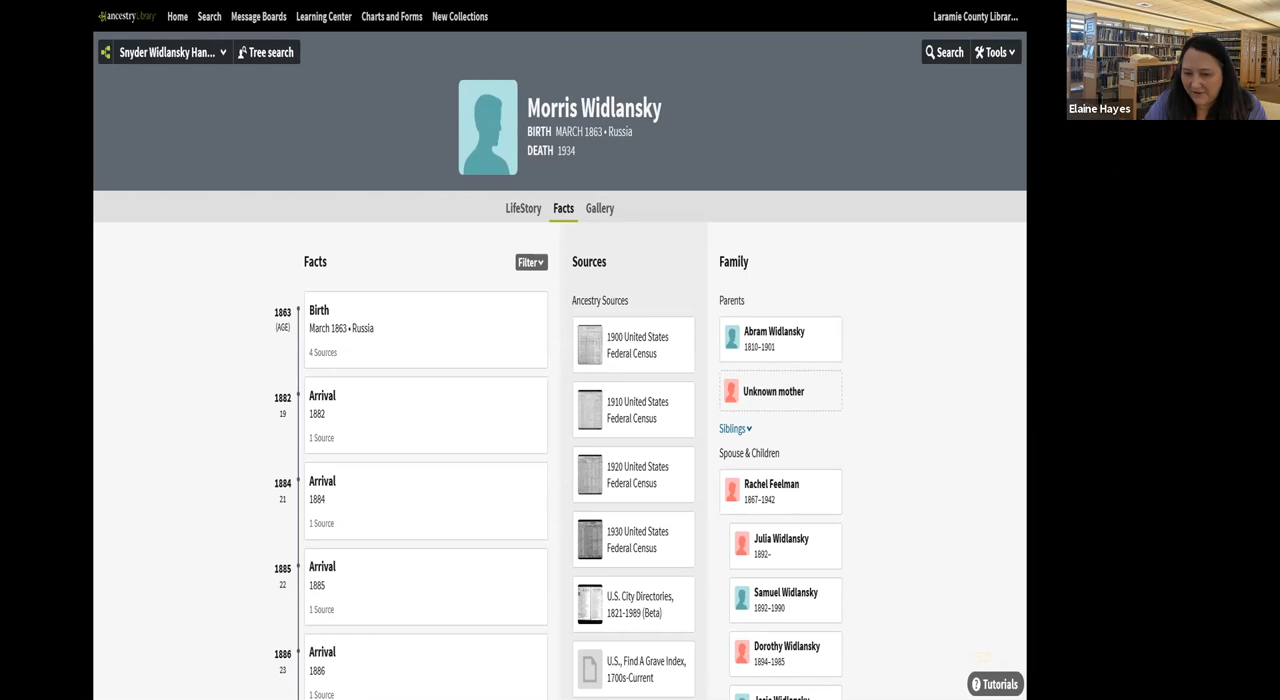 ancestrylibrary Home Search Message Boards Learning Center Charts and Forms New Collections Laramie County Librar...
Snyder Widlansky Han... Tree search Search Tools
Elaine Hayes
Morris Widlansky
BIRTH MARCH 1863 • Russia
DEATH 1934
LifeStory Facts Gallery
Facts Filter
1863
(AGE)
Birth
March 1863 • Russia
4 Sources
1882
19
Arrival
1882
1 Source
1884
21
Arrival
1884
1 Source
1885
22
Arrival
1885
1 Source
1886
23
Arrival
1886
1 Source
Sources
Ancestry Sources
1900 United States
Federal Census
1910 United States
Federal Census
1920 United States
Federal Census
1930 United States
Federal Census
U.S. City Directories,
1821-1989 (Beta)
U.S., Find A Grave Index,
1700s-Current
Family
Parents
Abram Widlansky
1810–1901
Unknown mother
Siblings
Spouse & Children
Rachel Feelman
1867–1942
Julia Widlansky
1892–
Samuel Widlansky
1892–1990
Dorothy Widlansky
1894–1985
Widlansky
? Tutorials